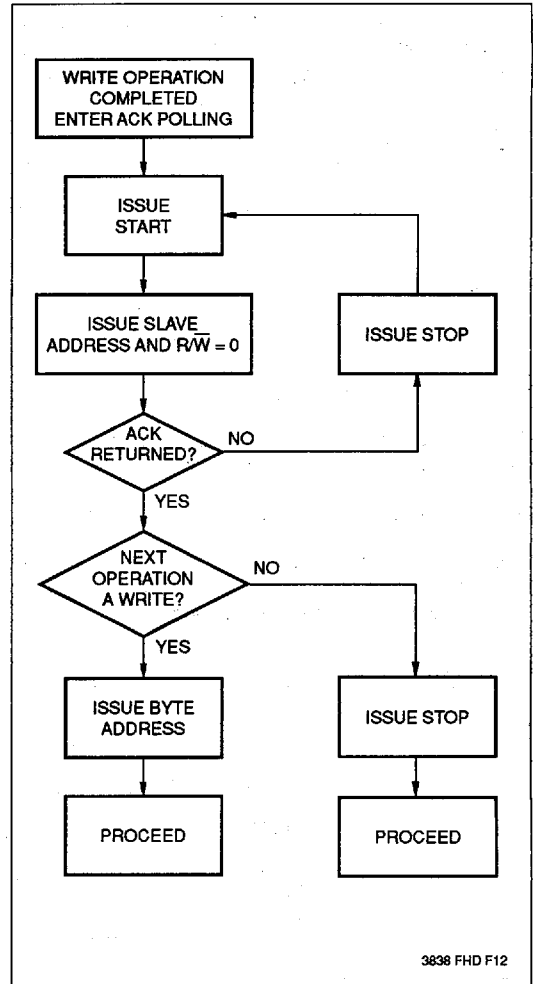 WRITE OPERATION
COMPLETED
ENTER ACK POLLING
ISSUE
START
ISSUE SLAVE
ADDRESS AND R/W̅ = 0
ISSUE STOP
ACK
RETURNED?
NO
YES
NEXT
OPERATION
A WRITE?
NO
YES
ISSUE BYTE
ADDRESS
ISSUE STOP
PROCEED
PROCEED
3838 FHD F12